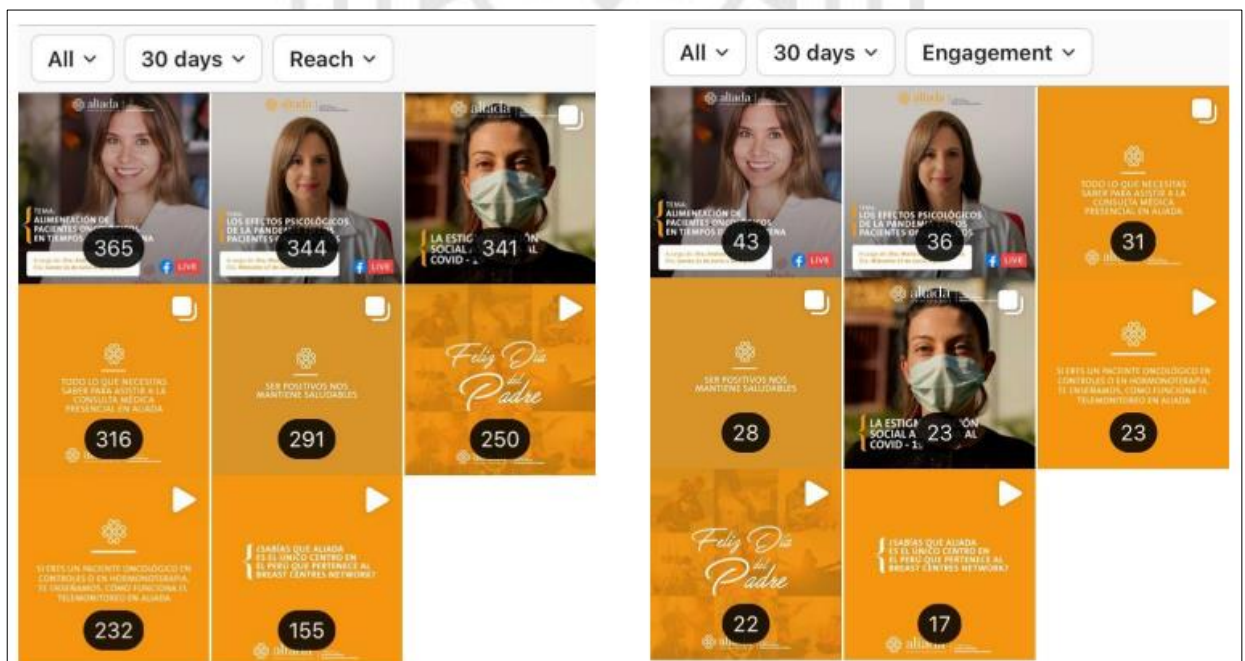 All
30 days
Reach
aliada
TEMA:
ALIMENTACIÓN DE
PACIENTES
EN TIEMPOS
365
aliada
LOS EFECTOS PSICOLÓGICOS
DE LA
PACIENTES
344
LIVE
aliada
LA
SOCIAL
COVID - 1
341
TODO LO QUE NECESITAS
SABER PARA ASISTIR A LA
CONSULTA MÉDICA
PRESENCIAL EN ALIADA
316
SER POSITIVOS NOS
MANTIENE SALUDABLES
291
Feliz Día
del
Padre
250
SI ERES UN PACIENTE ONCOLÓGICO EN
CONTROLES O EN HORMONOTERAPIA,
TE ENSEÑAMOS, CÓMO FUNCIONA EL
TELEMONITOREO EN ALIADA
232
¿SABÍAS QUE ALIADA
ES EL ÚNICO CENTRO EN
EL PERÚ QUE PERTENECE AL
BREAST CENTRES NETWORK?
155
All
30 days
Engagement
aliada
TEMA:
ALIMENTACIÓN DE
PACIENTES
EN TIEMPOS
43
LIVE
aliada
LOS EFECTOS PSICOLÓGICOS
DE LA
PACIENTES
36
LIVE
TODO LO QUE NECESITAS
SABER PARA ASISTIR A LA
CONSULTA MÉDICA
PRESENCIAL EN ALIADA
31
SER POSITIVOS NOS
MANTIENE SALUDABLES
28
aliada
LA
SOCIAL
COVID - 1
23
SI ERES UN PACIENTE ONCOLÓGICO EN
CONTROLES O EN HORMONOTERAPIA,
TE ENSEÑAMOS, CÓMO FUNCIONA EL
TELEMONITOREO EN ALIADA
23
Feliz Día
del
Padre
22
¿SABÍAS QUE ALIADA
ES EL ÚNICO CENTRO EN
EL PERÚ QUE PERTENECE AL
BREAST CENTRES NETWORK?
17